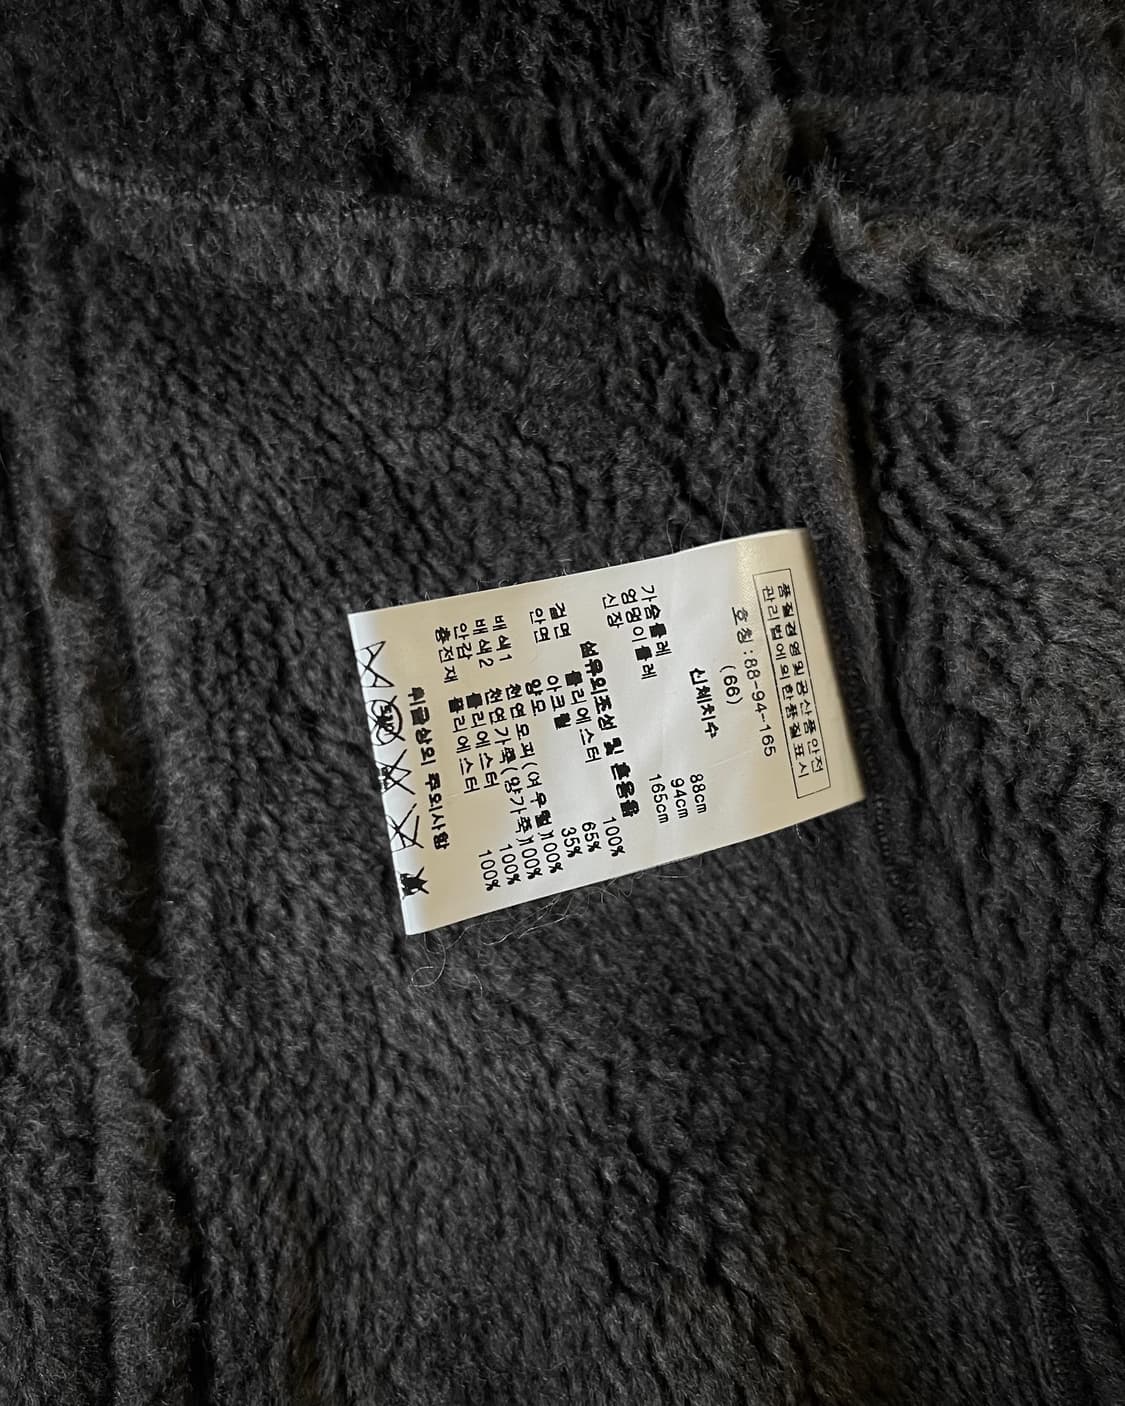 품질경영및공산품안전
관리법에의한품질표시
호칭 : 88-94-165
(66)
신체치수
가슴둘레 88cm
엉덩이둘레 94cm
신장 165cm
섬유의조성 및 혼용율
겉면 폴리에스터 100%
안면 아크릴 65%
양모 35%
배색1 천연모피(여우털)100%
배색2 천연가죽(양가죽)100%
안감 폴리에스터 100%
충전재 폴리에스터 100%
취급상의 주의사항